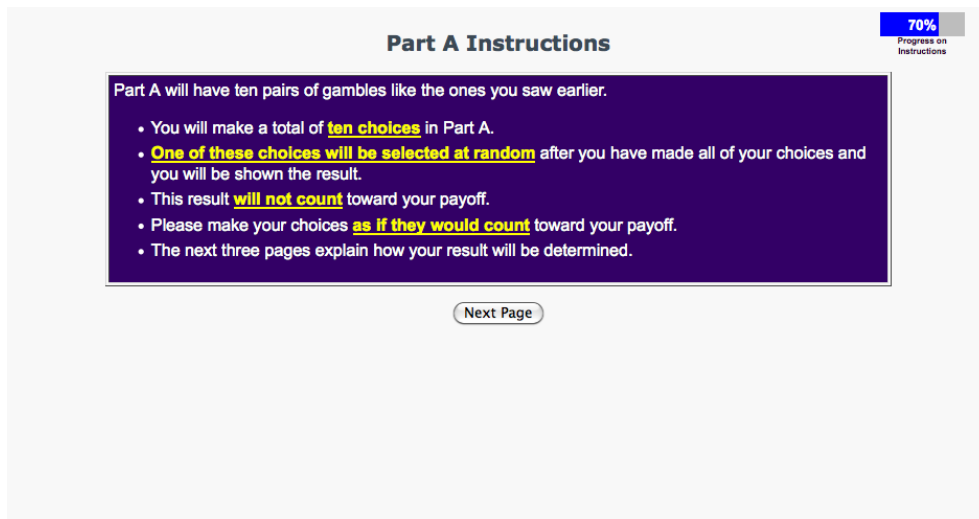 Part A Instructions
70%
Progress on
Instructions
Part A will have ten pairs of gambles like the ones you saw earlier.
• You will make a total of ten choices in Part A.
• One of these choices will be selected at random after you have made all of your choices and
you will be shown the result.
• This result will not count toward your payoff.
• Please make your choices as if they would count toward your payoff.
• The next three pages explain how your result will be determined.
Next Page